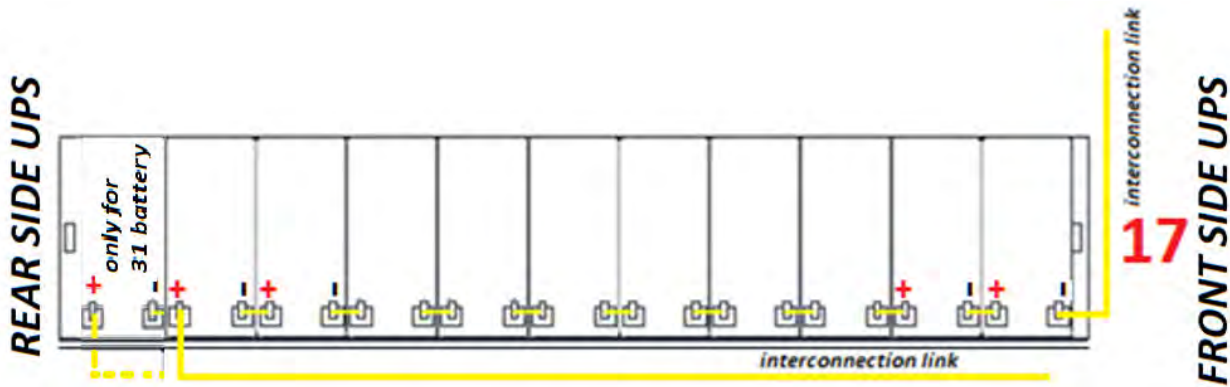 REAR SIDE UPS
only for
31 battery
+ - + - + - + - + -
interconnection link
interconnection link
17
FRONT SIDE UPS